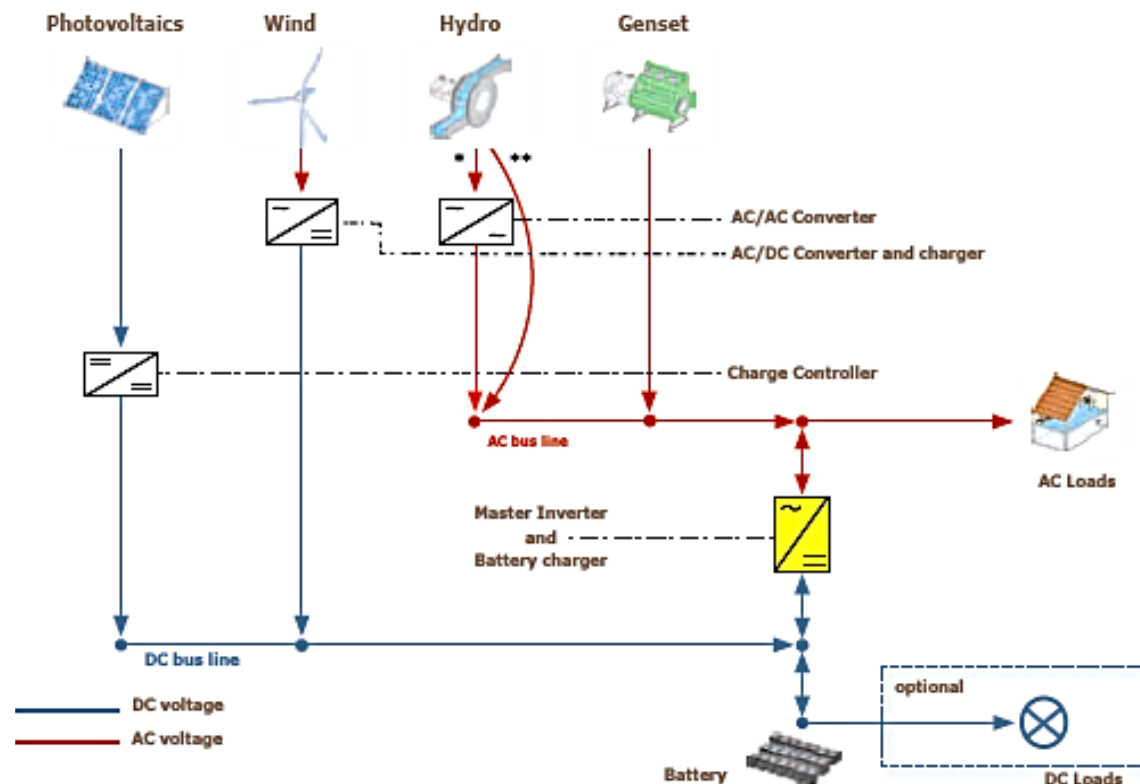 Photovoltaics
Wind
Hydro
Genset
*
**
AC/AC Converter
AC/DC Converter and charger
Charge Controller
AC bus line
AC Loads
Master Inverter
and
Battery charger
DC bus line
optional
DC voltage
AC voltage
Battery
DC Loads